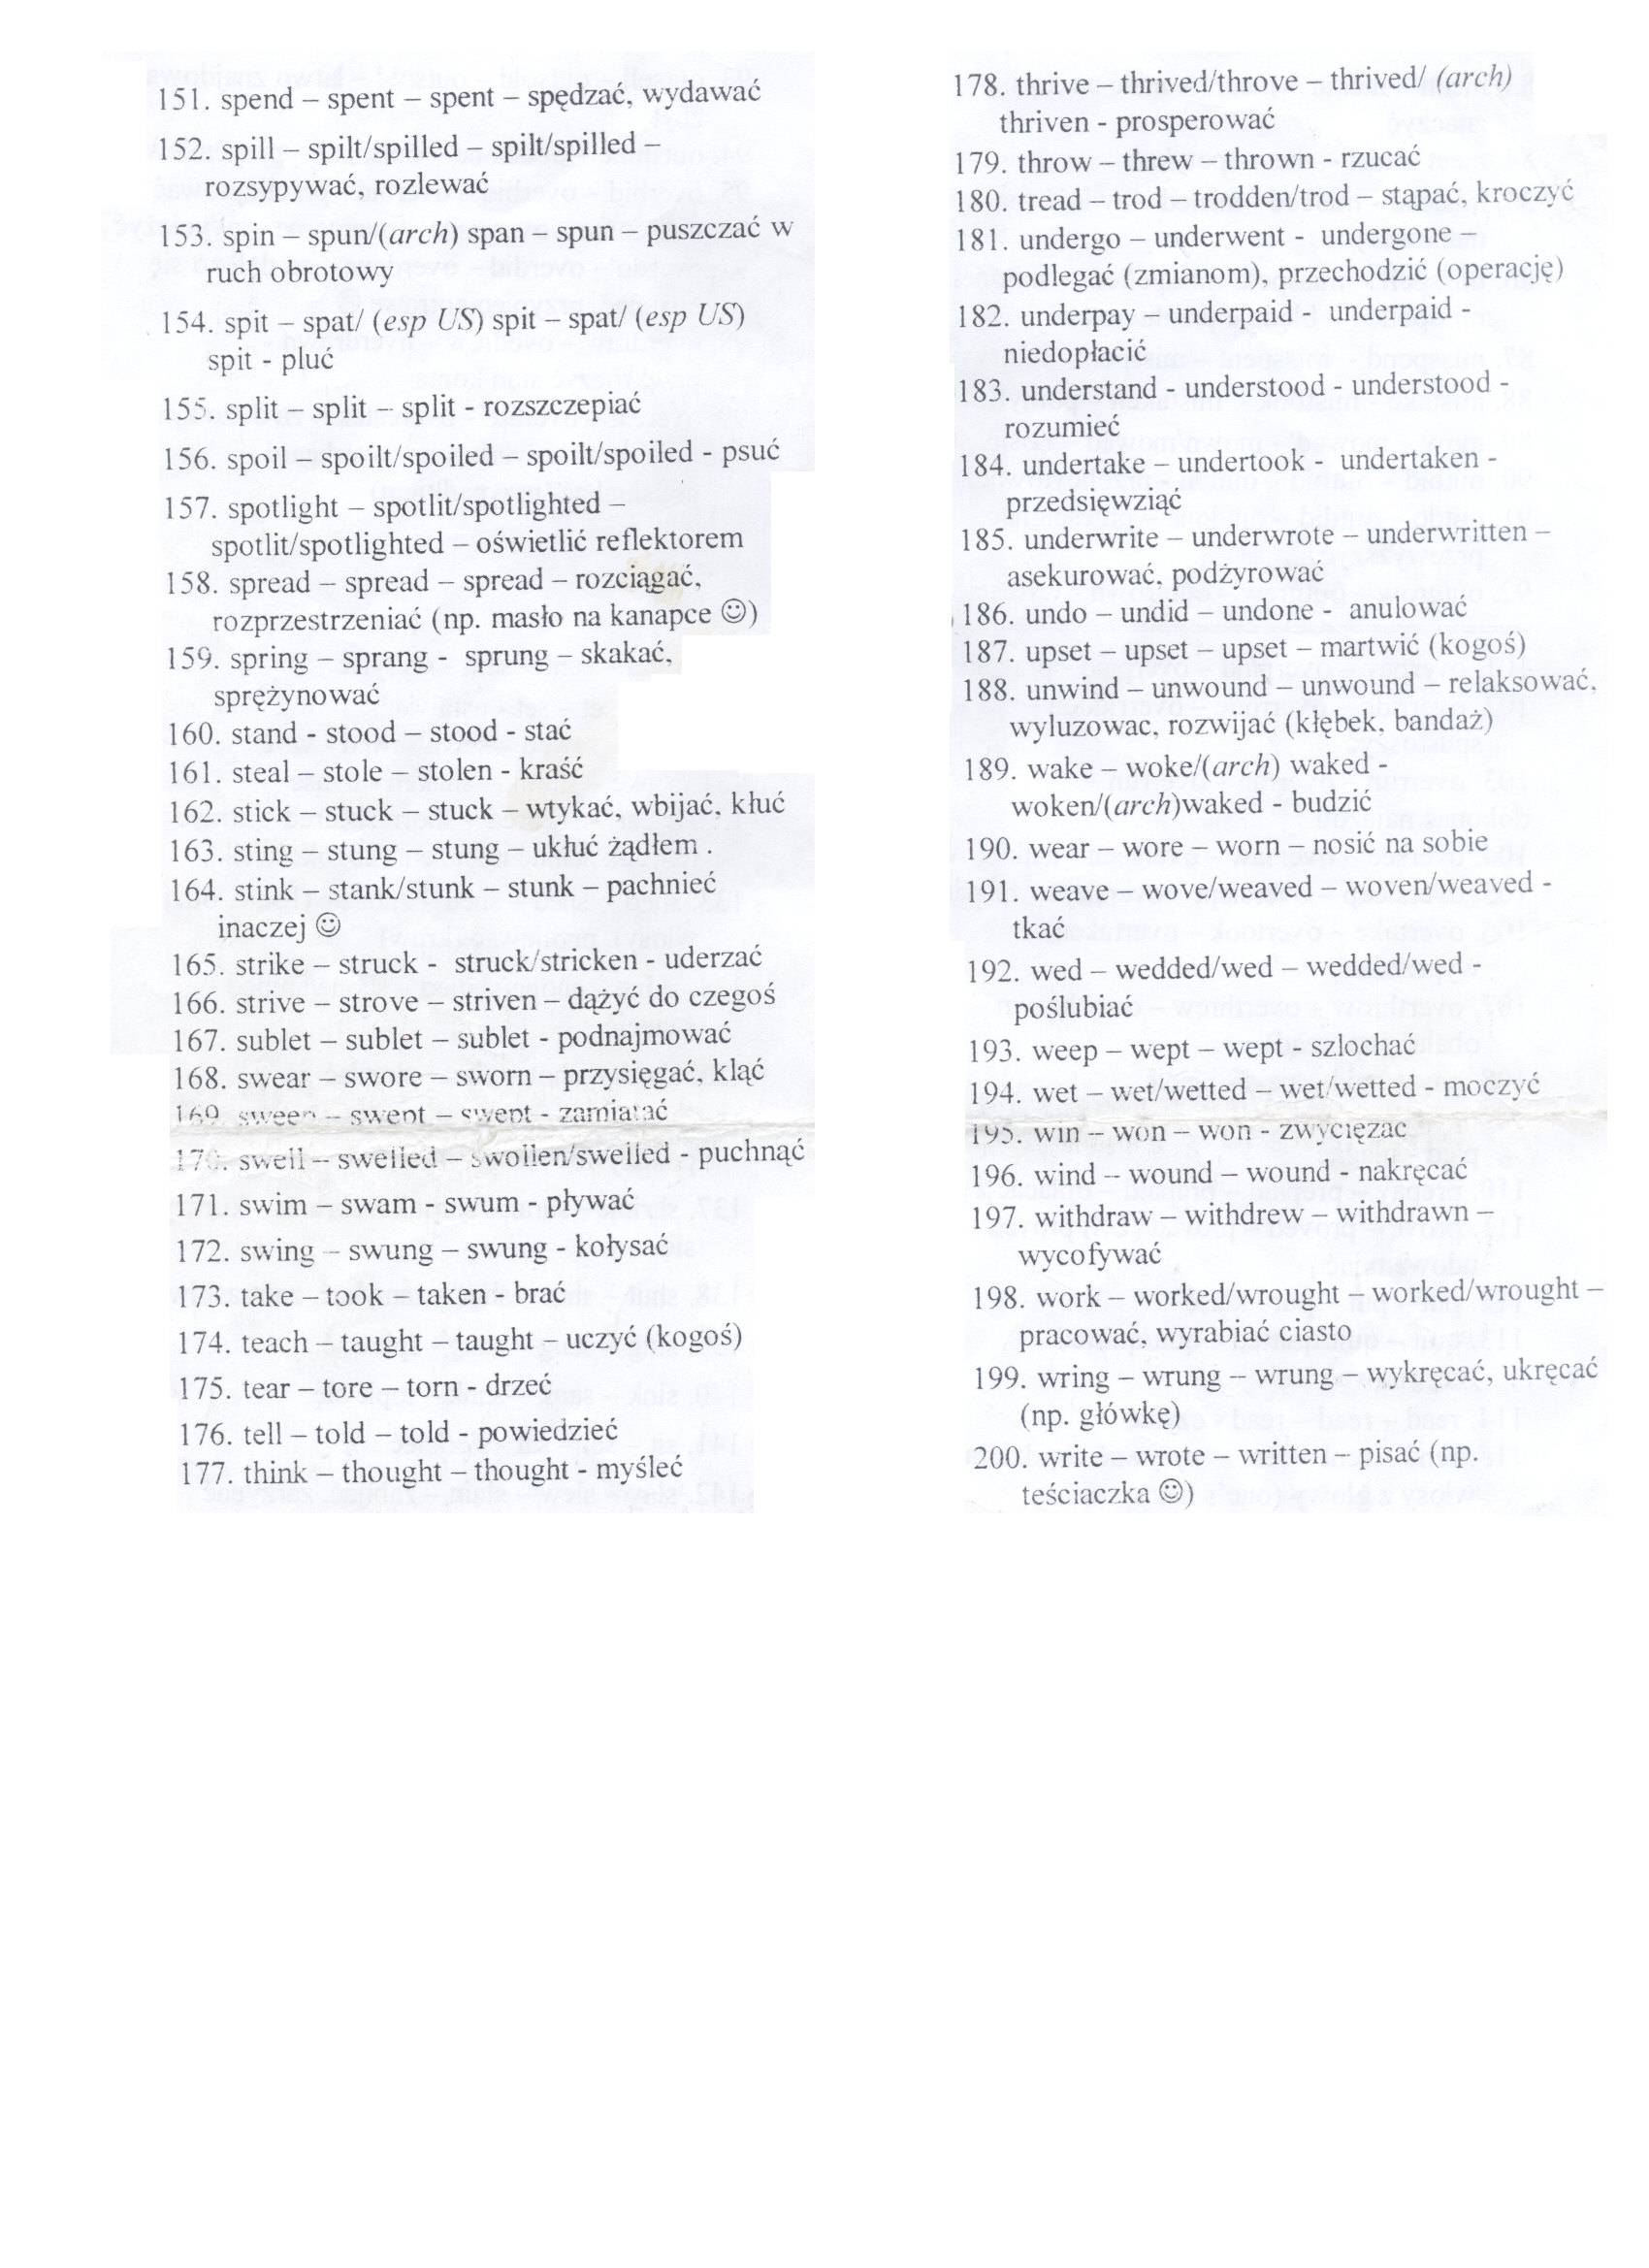 151. spend – spent – spent – spędzać, wydawać
152. spill – spilt/spilled – spilt/spilled –
rozsypywać, rozlewać
153. spin – spun/(arch) span – spun – puszczać w
ruch obrotowy
154. spit – spat/ (esp US) spit – spat/ (esp US)
spit - pluć
155. split – split – split - rozszczepiać
156. spoil – spoilt/spoiled – spoilt/spoiled - psuć
157. spotlight – spotlit/spotlighted –
spotlit/spotlighted – oświetlić reflektorem
158. spread – spread – spread – rozciągać,
rozprzestrzeniać (np. masło na kanapce ☺)
159. spring – sprang - sprung – skakać,
sprężynować
160. stand - stood – stood - stać
161. steal – stole – stolen - kraść
162. stick – stuck – stuck – wtykać, wbijać, kłuć
163. sting – stung – stung – ukłuć żądłem .
164. stink – stank/stunk – stunk – pachnieć
inaczej ☺
165. strike – struck - struck/stricken - uderzać
166. strive – strove – striven – dążyć do czegoś
167. sublet – sublet – sublet - podnajmować
168. swear – swore – sworn – przysięgać, kląć
169. sweep – swept – swept - zamiatać
170. swell – swelled – swollen/swelled - puchnąć
171. swim – swam - swum - pływać
172. swing – swung – swung - kołysać
173. take – took – taken - brać
174. teach – taught – taught – uczyć (kogoś)
175. tear – tore – torn - drzeć
176. tell – told – told - powiedzieć
177. think – thought – thought - myśleć
178. thrive – thrived/throve – thrived/ (arch)
thriven - prosperować
179. throw – threw – thrown - rzucać
180. tread – trod – trodden/trod – stąpać, kroczyć
181. undergo – underwent - undergone –
podlegać (zmianom), przechodzić (operację)
182. underpay – underpaid - underpaid -
niedopłacić
183. understand - understood - understood -
rozumieć
184. undertake – undertook - undertaken -
przedsięwziąć
185. underwrite – underwrote – underwritten –
asekurować, podżyrować
186. undo – undid – undone - anulować
187. upset – upset – upset – martwić (kogoś)
188. unwind – unwound – unwound – relaksować,
wyluzowac, rozwijać (kłębek, bandaż)
189. wake – woke/(arch) waked -
woken/(arch)waked - budzić
190. wear – wore – worn – nosić na sobie
191. weave – wove/weaved – woven/weaved -
tkać
192. wed – wedded/wed – wedded/wed -
poślubiać
193. weep – wept – wept - szlochać
194. wet – wet/wetted – wet/wetted - moczyć
195. win – won – won - zwyciężac
196. wind – wound – wound - nakręcać
197. withdraw – withdrew – withdrawn –
wycofywać
198. work – worked/wrought – worked/wrought –
pracować, wyrabiać ciasto
199. wring – wrung – wrung – wykręcać, ukręcać
(np. główkę)
200. write – wrote – written – pisać (np.
teściaczka ☺)